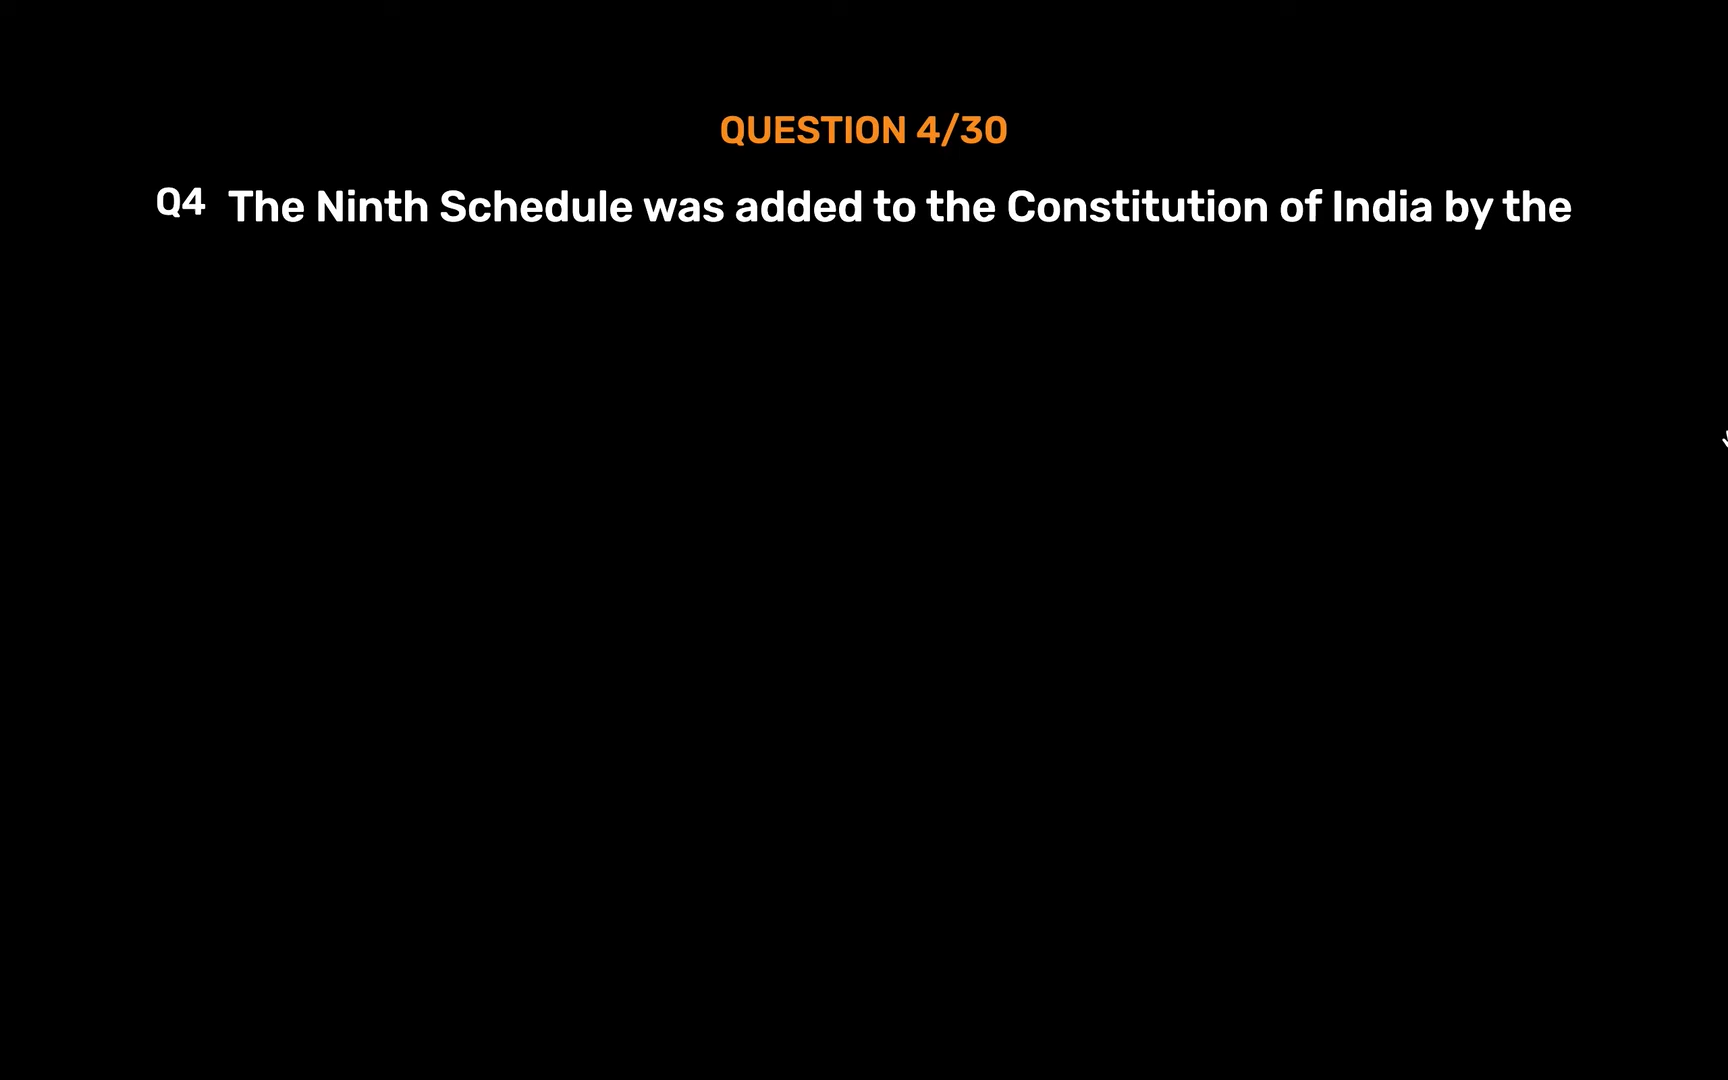 QUESTION 4/30
Q4 The Ninth Schedule was added to the Constitution of India by the